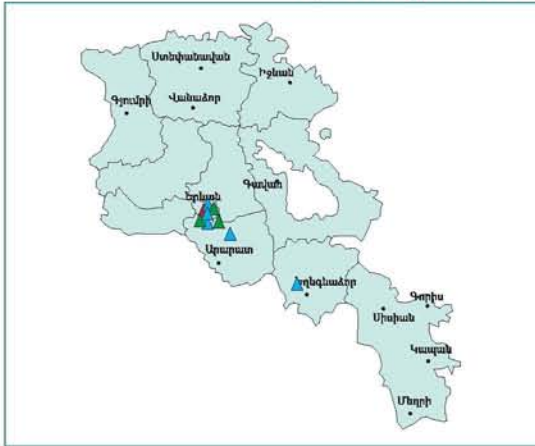 Ստեփանավան
Իջևան
Գյումրի
Վանաձոր
Գավառ
Երևան
Արարատ
Եղեգնաձոր
Գորիս
Սիսիան
Կապան
Մեղրի